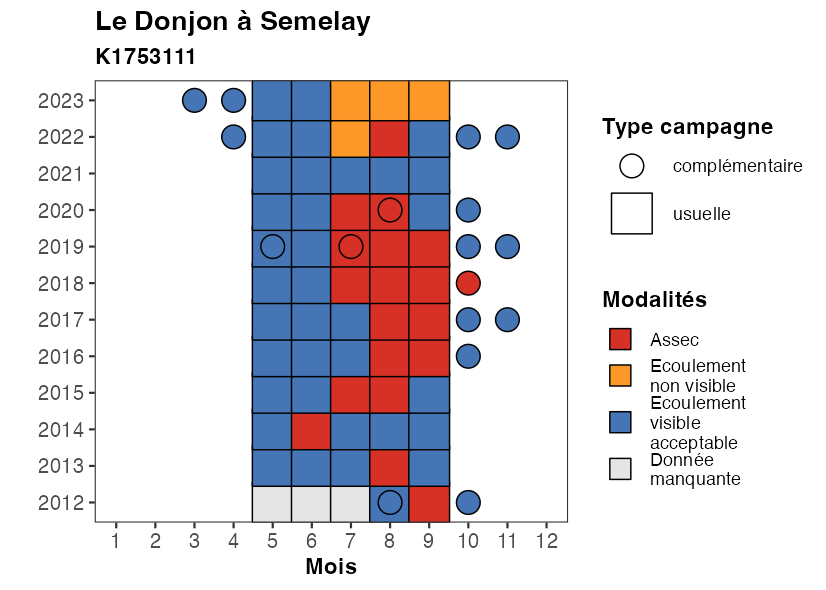 Le Donjon à Semelay
K1753111
2023
2022
2021
2020
2019
2018
2017
2016
2015
2014
2013
2012
1 2 3 4 5 6 7 8 9 10 11 12
Mois
Type campagne
complémentaire
usuelle
Modalités
Assec
Ecoulement
non visible
Ecoulement
visible
acceptable
Donnée
manquante